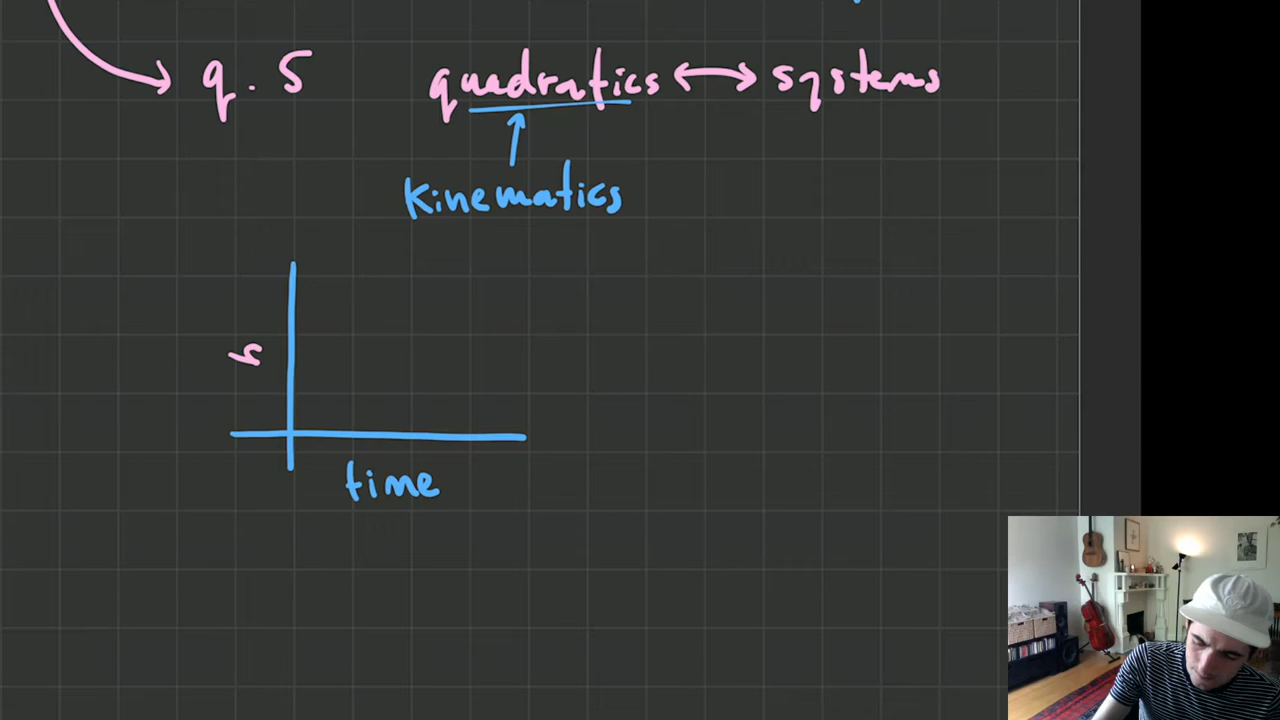 q. 5 quadratics ↔ systems
Kinematics
time